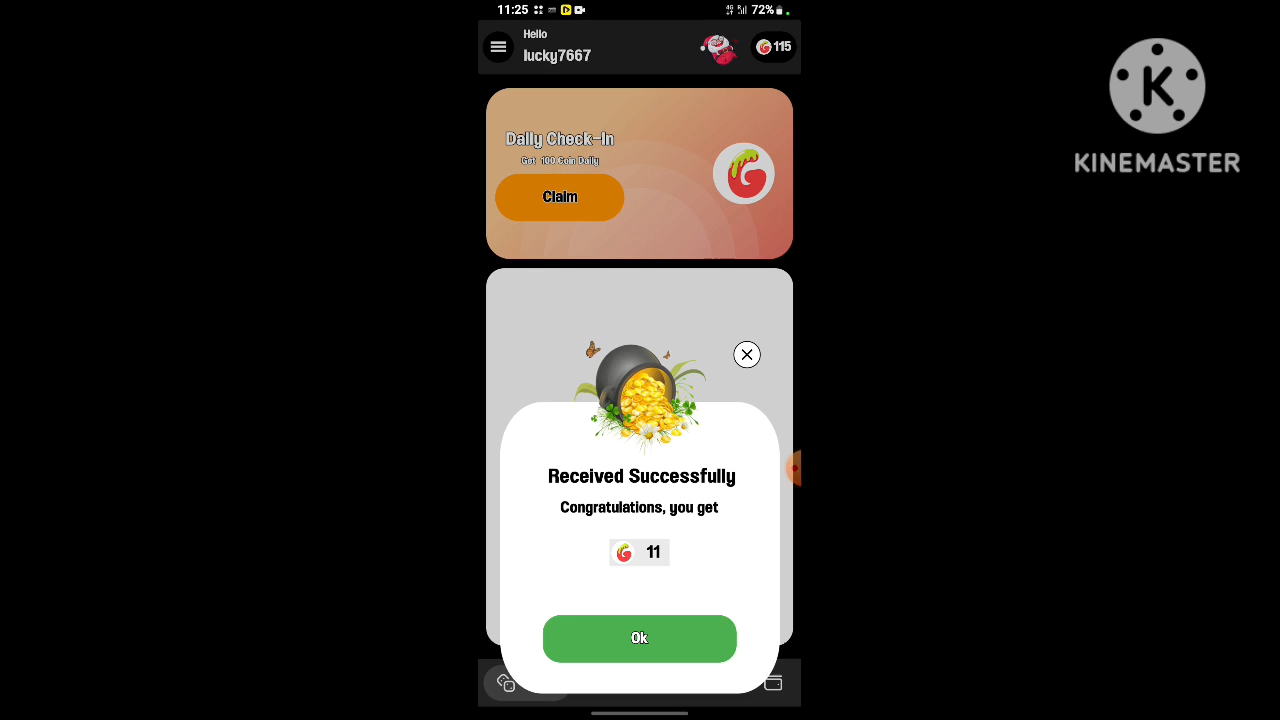 11:25
4G
72%
Hello
lucky7667
115
Daily Check-In
Get 100 Coin Daily
Claim
Received Successfully
Congratulations, you get
11
Ok
K
KINEMASTER